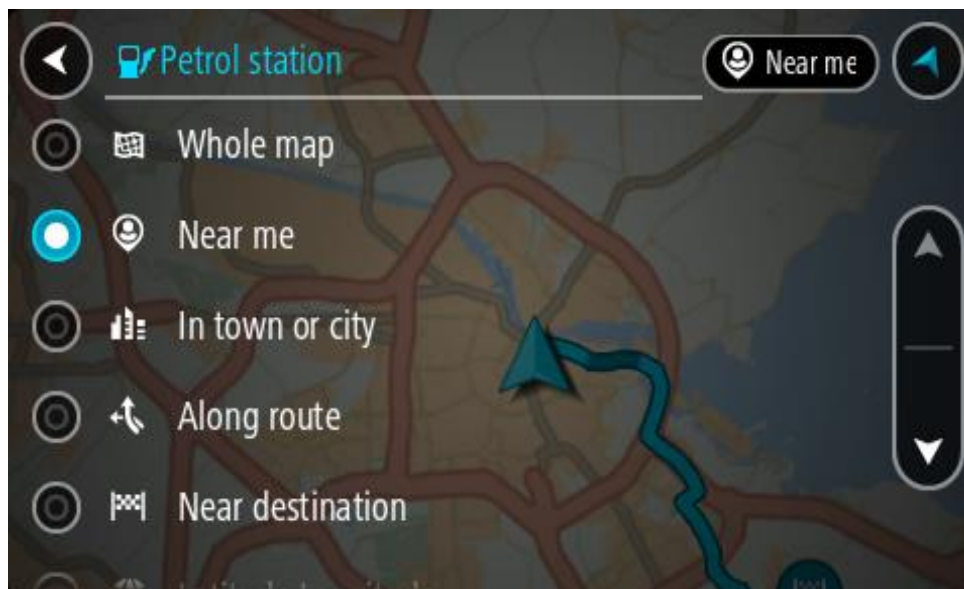 Petrol station
Near me
Whole map
Near me
In town or city
Along route
Near destination